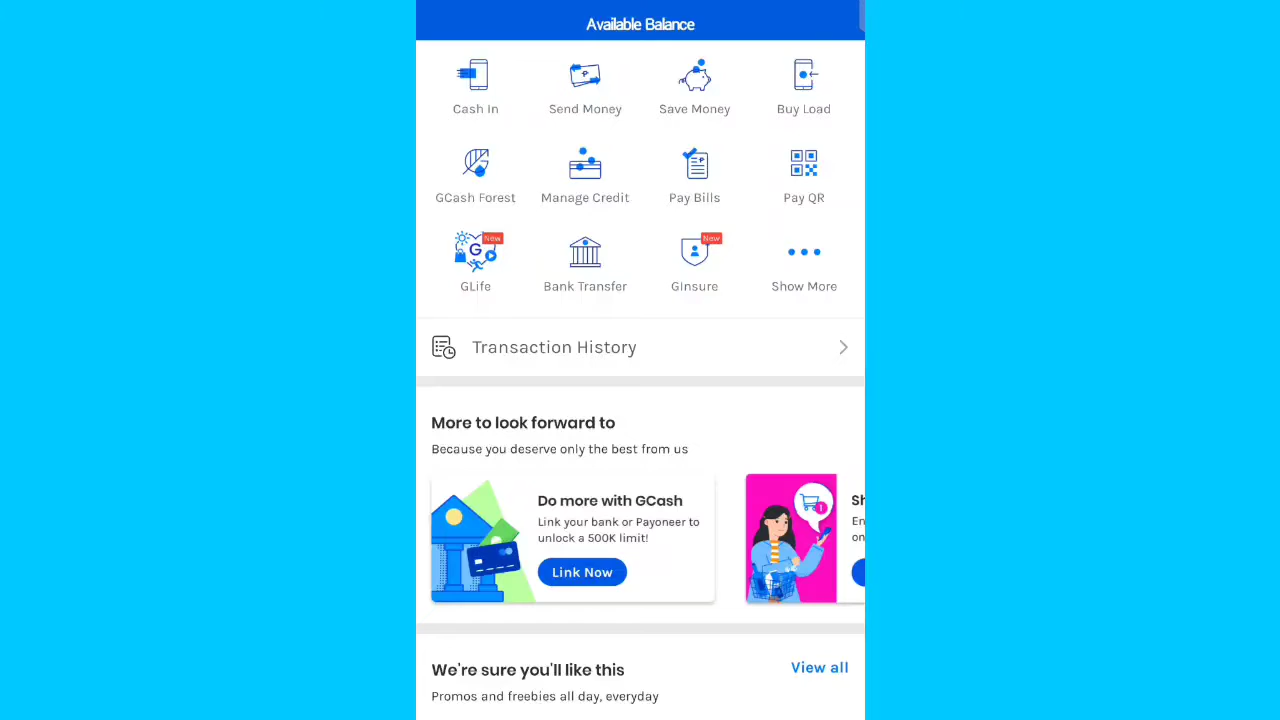 Available Balance
Cash In
Send Money
Save Money
Buy Load
GCash Forest
Manage Credit
Pay Bills
Pay QR
New
New
GLife
Bank Transfer
GInsure
Show More
Transaction History
More to look forward to
Because you deserve only the best from us
Do more with GCash
Link your bank or Payoneer to
unlock a 500K limit!
Link Now
Sh
En
on
We're sure you'll like this
View all
Promos and freebies all day, everyday